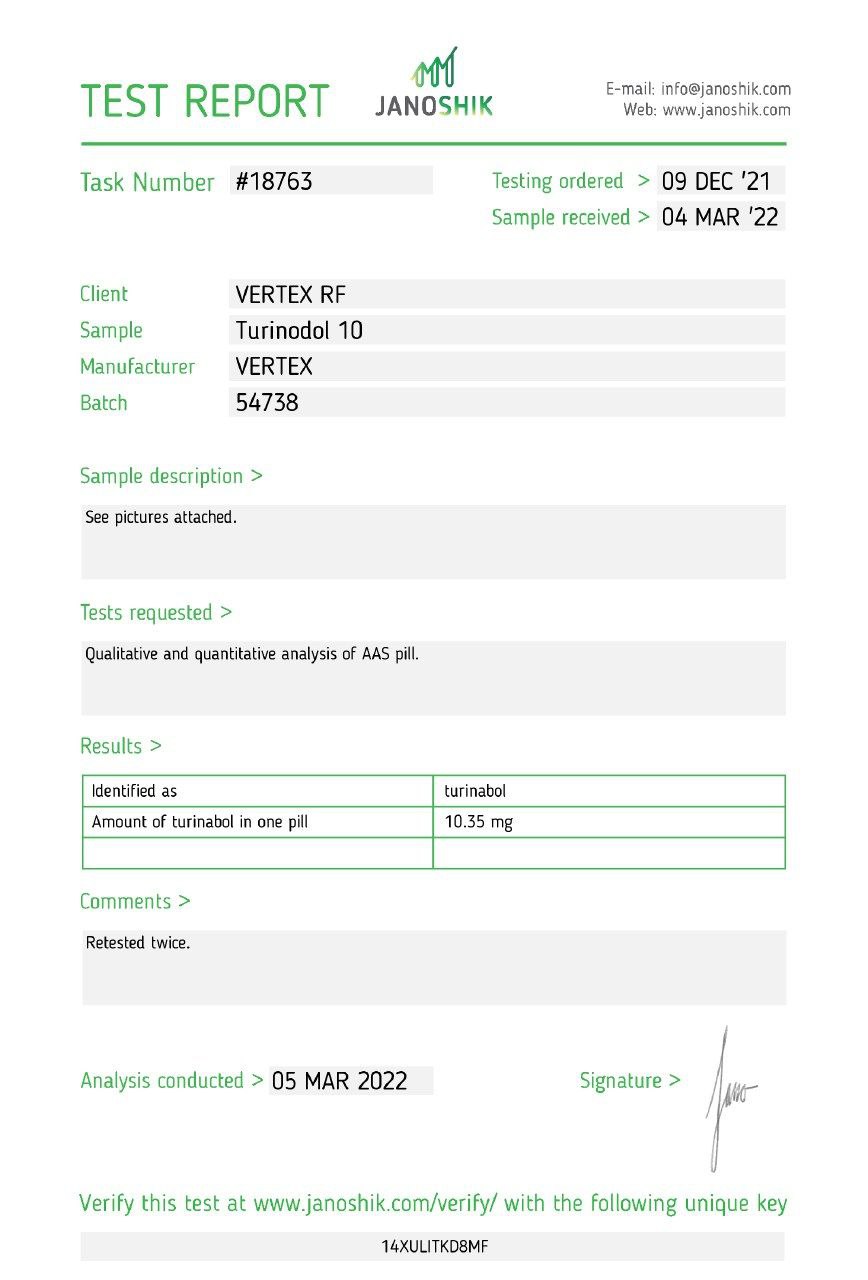 TEST REPORT
JANOSHIK
E-mail: info@janoshik.com
Web: www.janoshik.com
Task Number #18763
Testing ordered > 09 DEC '21
Sample received > 04 MAR '22
Client VERTEX RF
Sample Turinodol 10
Manufacturer VERTEX
Batch 54738
Sample description >
See pictures attached.
Tests requested >
Qualitative and quantitative analysis of AAS pill.
Results >
Identified as turinabol
Amount of turinabol in one pill 10.35 mg
Comments >
Retested twice.
Analysis conducted > 05 MAR 2022
Signature > Jano
Verify this test at www.janoshik.com/verify/ with the following unique key
14XULITKD8MF